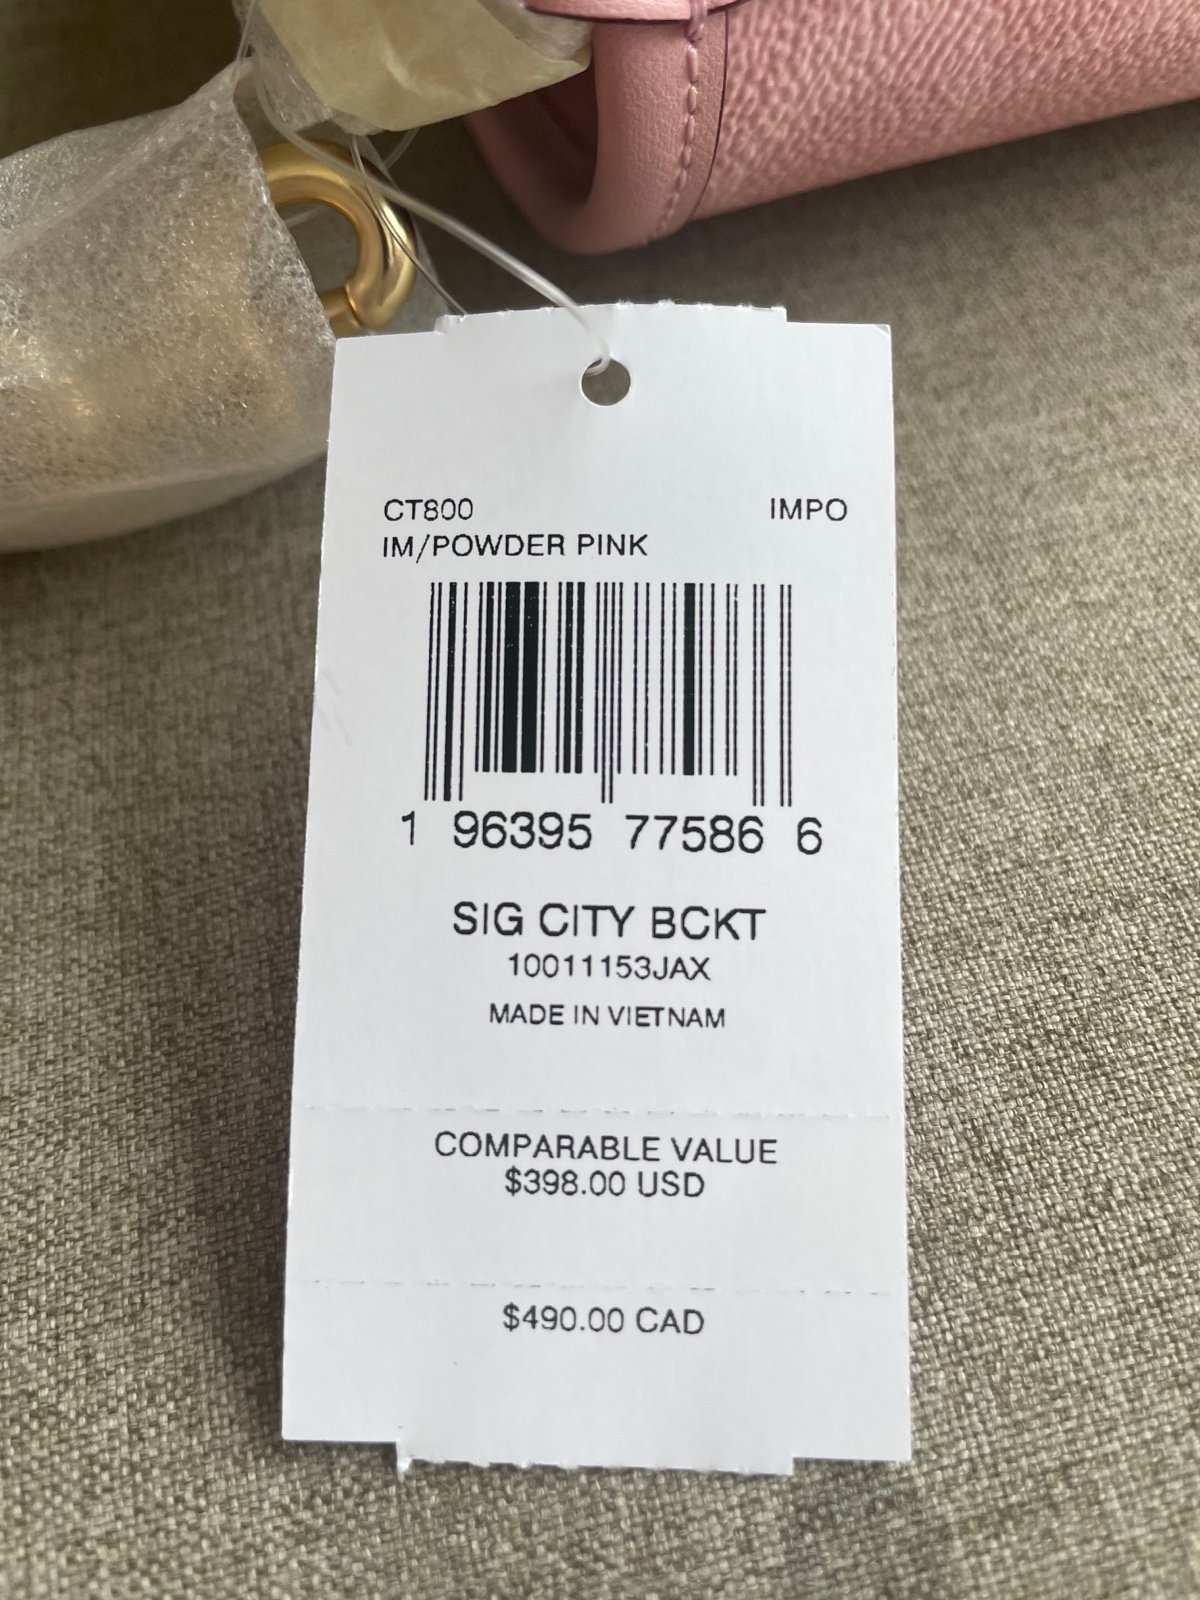 CT800 IMPO
IM/POWDER PINK
1 96395 77586 6
SIG CITY BCKT
10011153JAX
MADE IN VIETNAM
COMPARABLE VALUE
$398.00 USD
$490.00 CAD